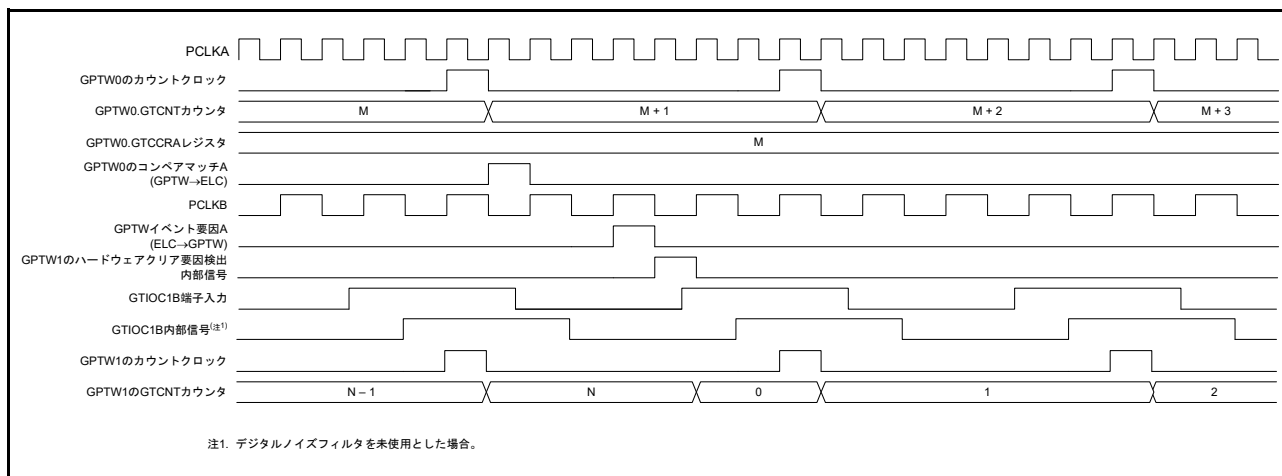 PCLKA
GPTW0のカウントクロック
GPTW0.GTCNTカウンタ
M
M + 1
M + 2
M + 3
GPTW0.GTCCRAレジスタ
M
GPTW0のコンペアマッチA
(GPTW→ELC)
PCLKB
GPTWイベント要因A
(ELC→GPTW)
GPTW1のハードウェアクリア要因検出
内部信号
GTIOC1B端子入力
GTIOC1B内部信号(注1)
GPTW1のカウントクロック
GPTW1のGTCNTカウンタ
N – 1
N
0
1
2
注1. デジタルノイズフィルタを未使用とした場合。